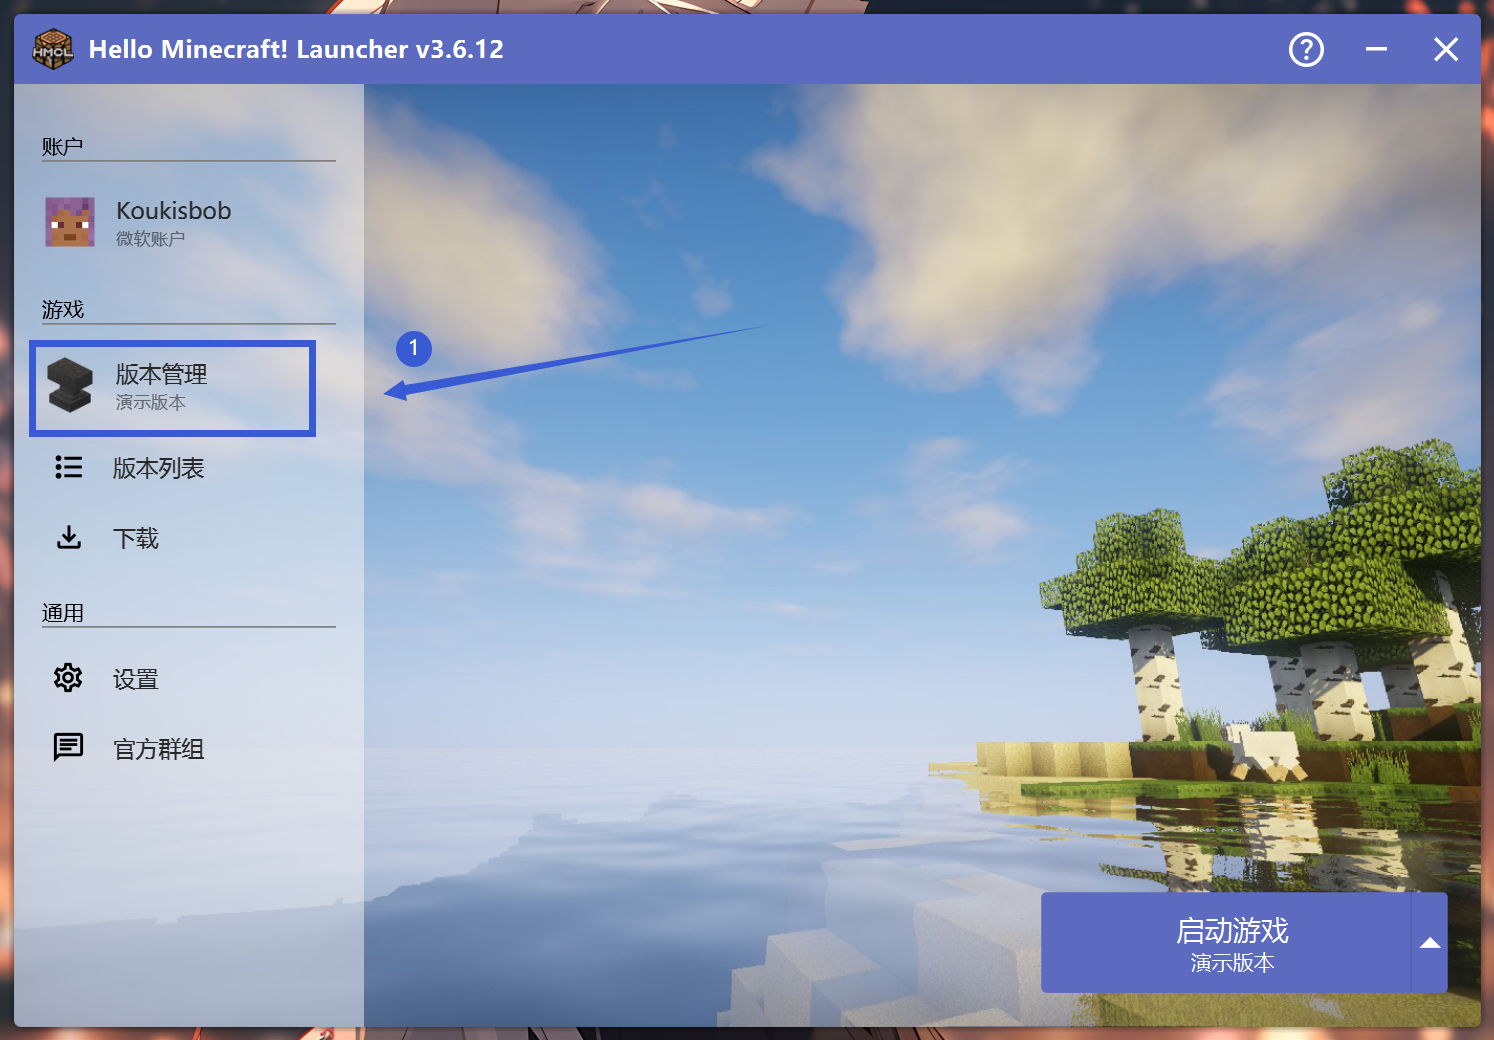 HMCL
Hello Minecraft! Launcher v3.6.12
账户
Koukisbob
微软账户
游戏
1
版本管理
演示版本
版本列表
下载
通用
设置
官方群组
启动游戏
演示版本